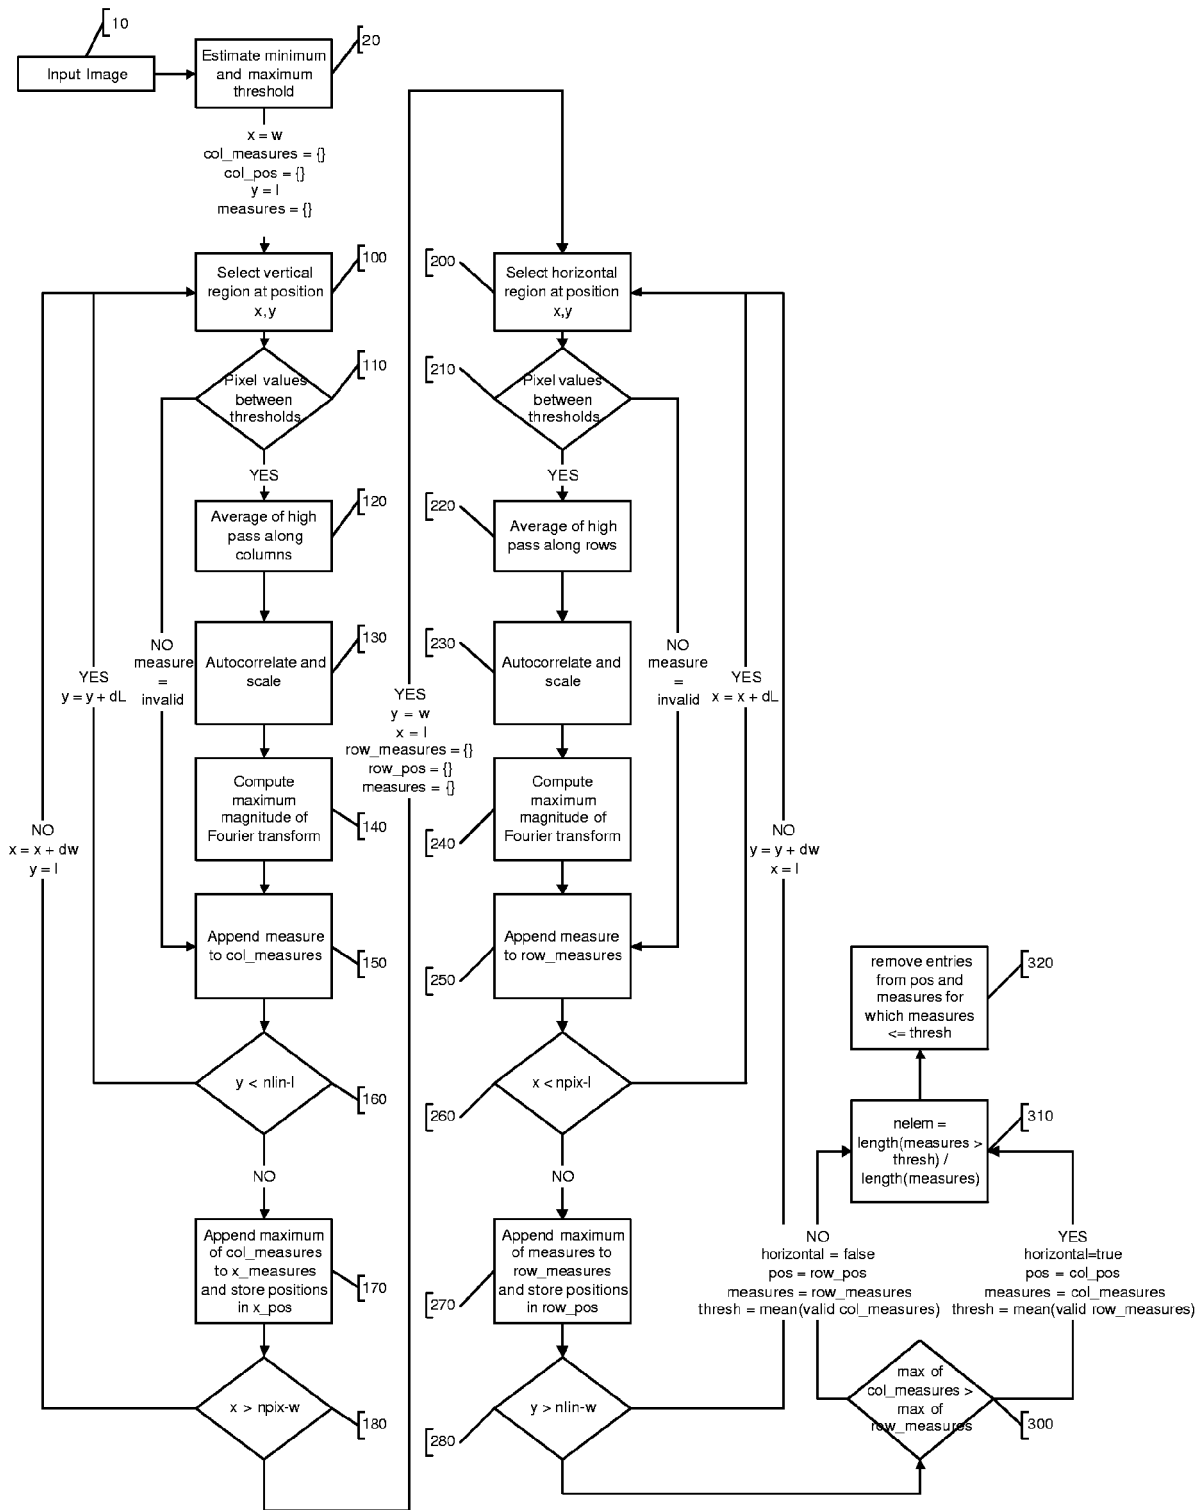 10
Input Image
20
Estimate minimum
and maximum
threshold
x = w
col_measures = {}
col_pos = {}
y = l
measures = {}
100
Select vertical
region at position
x,y
110
Pixel values
between
thresholds
YES
120
Average of high
pass along
columns
130
Autocorrelate and
scale
NO
measure
=
invalid
YES
y = y + dL
140
Compute
maximum
magnitude of
Fourier transform
NO
x = x + dw
y = l
150
Append measure
to col_measures
160
y < nlin-l
NO
170
Append maximum
of col_measures
to x_measures
and store positions
in x_pos
180
x > npix-w
YES
y = w
x = l
row_measures = {}
row_pos = {}
measures = {}
200
Select horizontal
region at position
x,y
210
Pixel values
between
thresholds
YES
220
Average of high
pass along rows
230
Autocorrelate and
scale
NO
measure
=
invalid
YES
x = x + dL
240
Compute
maximum
magnitude of
Fourier transform
NO
y = y + dw
x = l
250
Append measure
to row_measures
260
x < npix-l
NO
270
Append maximum
of measures to
row_measures
and store positions
in row_pos
280
y > nlin-w
300
max of
col_measures >
max of
row_measures
NO
horizontal = false
pos = row_pos
measures = row_measures
thresh = mean(valid col_measures)
YES
horizontal=true
pos = col_pos
measures = col_measures
thresh = mean(valid row_measures)
310
nelem =
length(measures >
thresh) /
length(measures)
320
remove entries
from pos and
measures for
which measures
<= thresh